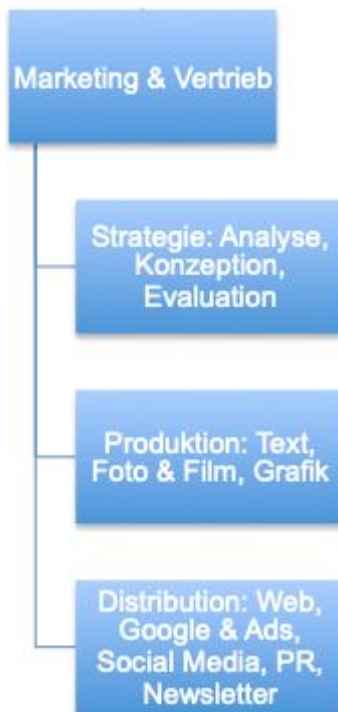 Marketing & Vertrieb
Strategie: Analyse,
Konzeption,
Evaluation
Produktion: Text,
Foto & Film, Grafik
Distribution: Web,
Google & Ads,
Social Media, PR,
Newsletter